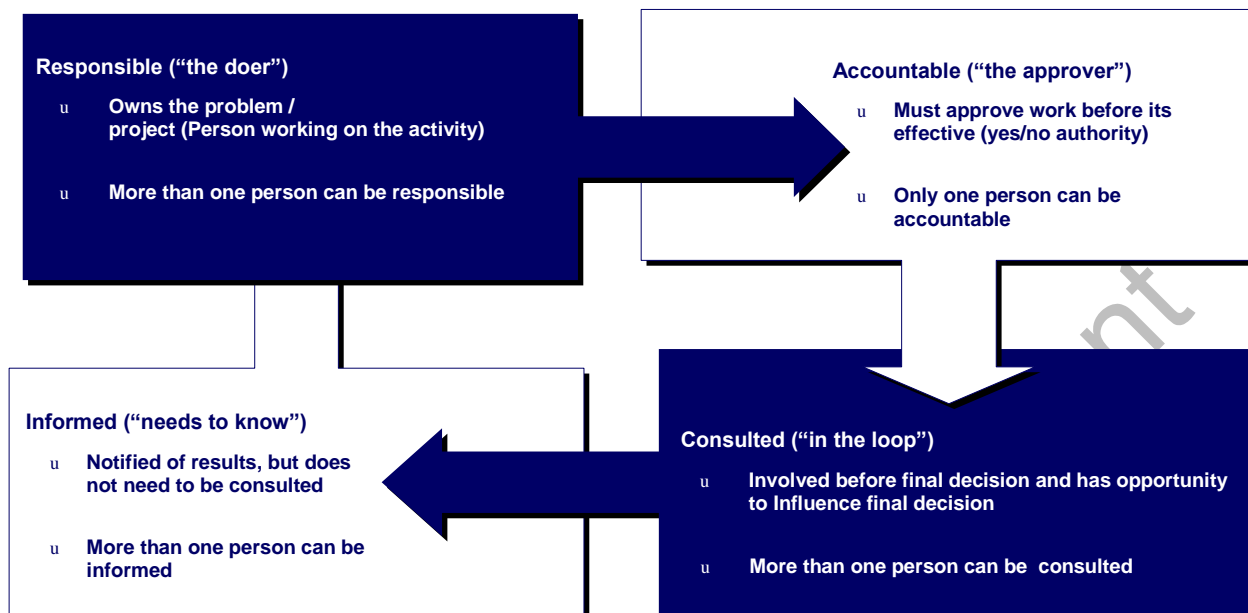 Responsible (“the doer”)
u Owns the problem /
project (Person working on the activity)
u More than one person can be responsible
Accountable (“the approver”)
u Must approve work before its
effective (yes/no authority)
u Only one person can be
accountable
nt
Informed (“needs to know”)
u Notified of results, but does
not need to be consulted
u More than one person can be
informed
Consulted (“in the loop”)
u Involved before final decision and has opportunity
to Influence final decision
u More than one person can be  consulted